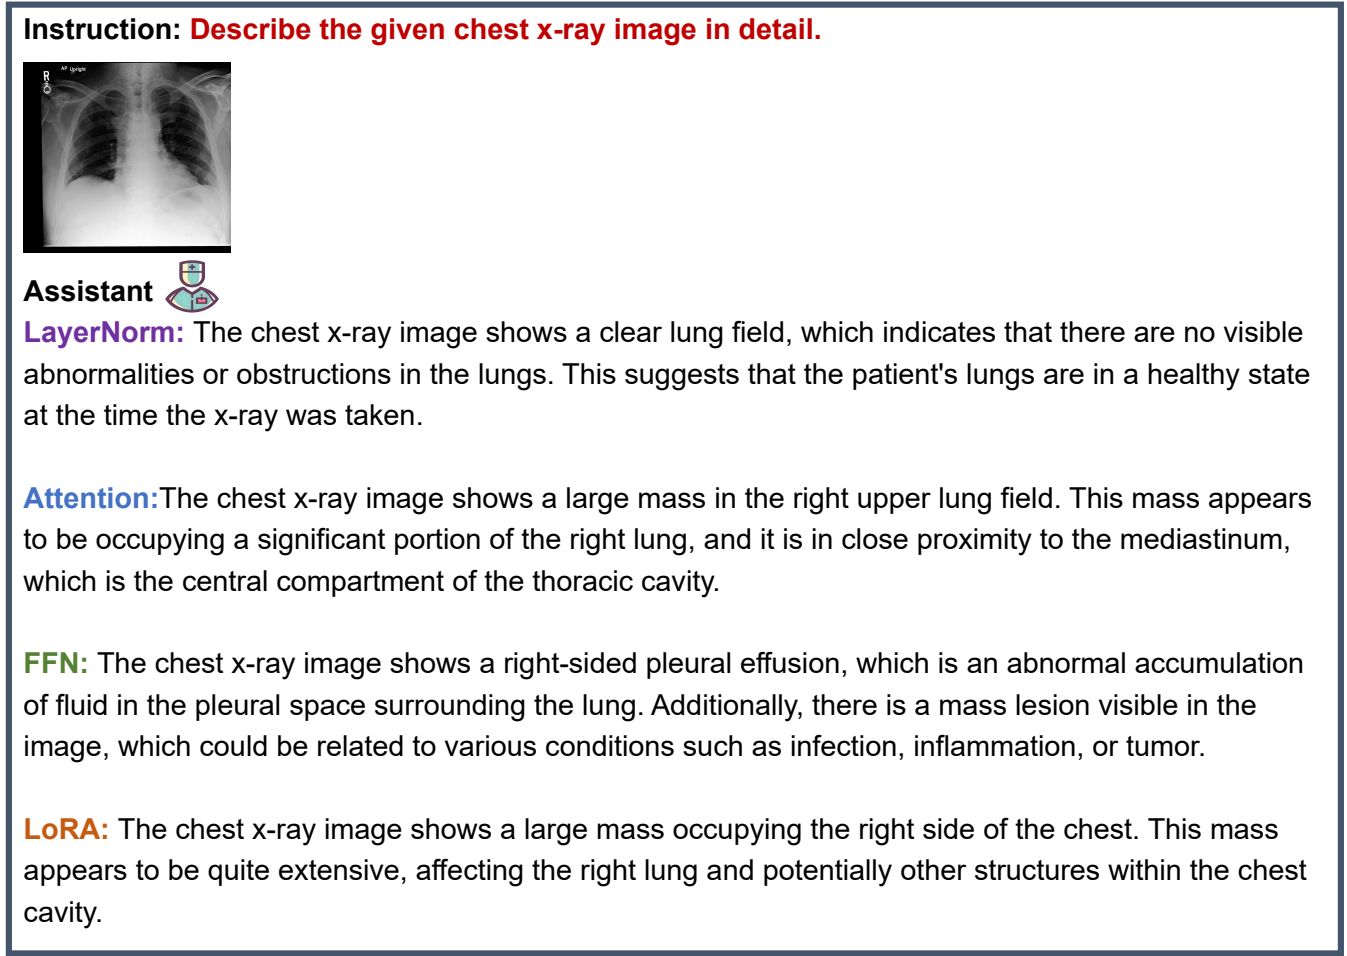 Instruction: Describe the given chest x-ray image in detail.
R
AP Upright
Assistant
LayerNorm: The chest x-ray image shows a clear lung field, which indicates that there are no visible
abnormalities or obstructions in the lungs. This suggests that the patient's lungs are in a healthy state
at the time the x-ray was taken.
Attention:The chest x-ray image shows a large mass in the right upper lung field. This mass appears
to be occupying a significant portion of the right lung, and it is in close proximity to the mediastinum,
which is the central compartment of the thoracic cavity.
FFN: The chest x-ray image shows a right-sided pleural effusion, which is an abnormal accumulation
of fluid in the pleural space surrounding the lung. Additionally, there is a mass lesion visible in the
image, which could be related to various conditions such as infection, inflammation, or tumor.
LoRA: The chest x-ray image shows a large mass occupying the right side of the chest. This mass
appears to be quite extensive, affecting the right lung and potentially other structures within the chest
cavity.